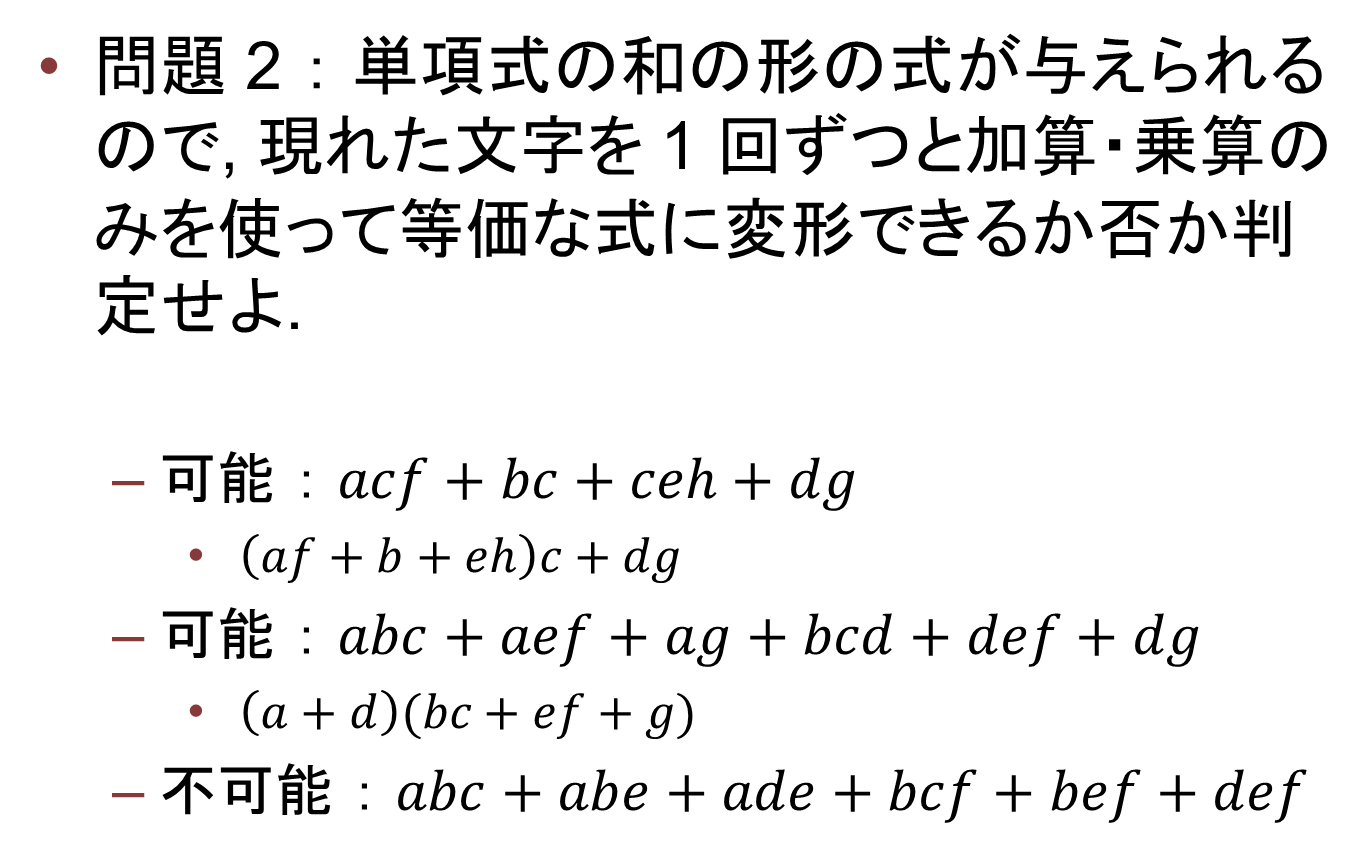 • 問題 2 : 単項式の和の形の式が与えられる
ので, 現れた文字を 1 回ずつと加算・乗算の
みを使って等価な式に変形できるか否か判
定せよ.
– 可能 : acf + bc + ceh + dg
• (af + b + eh)c + dg
– 可能 : abc + aef + ag + bcd + def + dg
• (a + d)(bc + ef + g)
– 不可能 : abc + abe + ade + bcf + bef + def